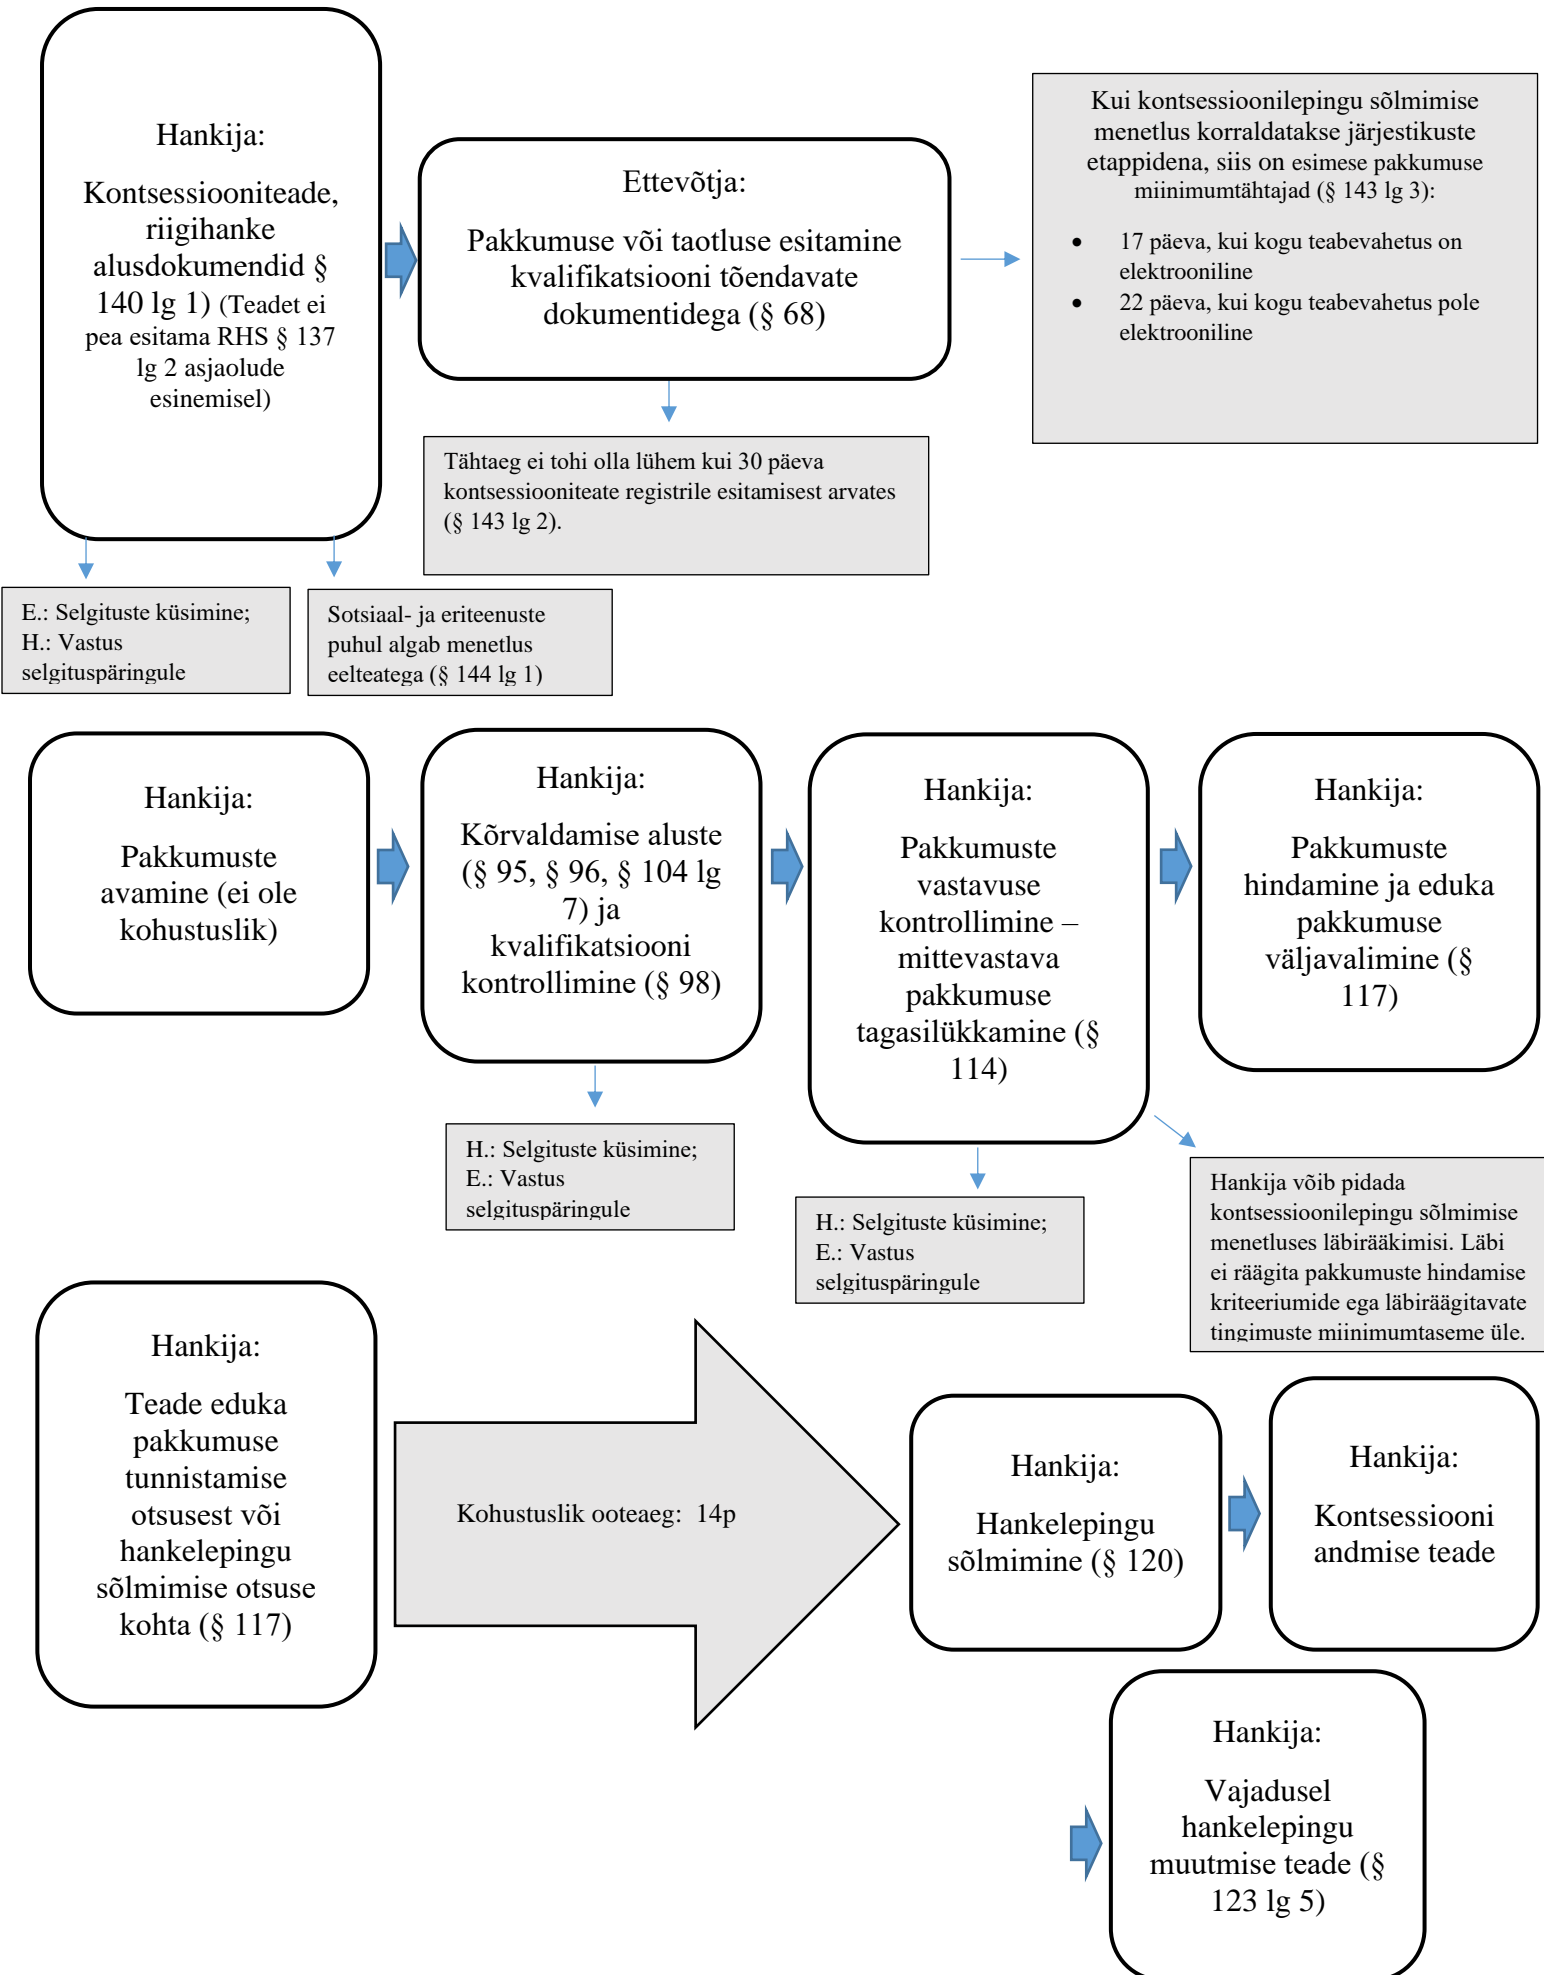 Hankija:
Kontsessiooniteade,
riigihanke
alusdokumendid §
140 lg 1) (Teadet ei
pea esitama RHS § 137
lg 2 asjaolude
esinemisel)
Ettevõtja:
Pakkumuse või taotluse esitamine
kvalifikatsiooni tõendavate
dokumentidega (§ 68)
Kui kontsessioonilepingu sõlmimise
menetlus korraldatakse järjestikuste
etappidena, siis on esimese pakkumuse
miinimumtähtajad (§ 143 lg 3):
• 17 päeva, kui kogu teabevahetus on
elektrooniline
• 22 päeva, kui kogu teabevahetus pole
elektrooniline
Tähtaeg ei tohi olla lühem kui 30 päeva
kontsessiooniteate registrile esitamisest arvates
(§ 143 lg 2).
E.: Selgituste küsimine;
H.: Vastus
selgituspäringule
Sotsiaal- ja eriteenuste
puhul algab menetlus
eelteatega (§ 144 lg 1)
Hankija:
Pakkumuste
avamine (ei ole
kohustuslik)
Hankija:
Kõrvaldamise aluste
(§ 95, § 96, § 104 lg
7) ja
kvalifikatsiooni
kontrollimine (§ 98)
Hankija:
Pakkumuste
vastavuse
kontrollimine –
mittevastava
pakkumuse
tagasilükkamine (§
114)
Hankija:
Pakkumuste
hindamine ja eduka
pakkumuse
väljavalimine (§
117)
H.: Selgituste küsimine;
E.: Vastus
selgituspäringule
H.: Selgituste küsimine;
E.: Vastus
selgituspäringule
Hankija võib pidada
kontsessioonilepingu sõlmimise
menetluses läbirääkimisi. Läbi
ei räägita pakkumuste hindamise
kriteeriumide ega läbiräägitavate
tingimuste miinimumtaseme üle.
Hankija:
Teade eduka
pakkumuse
tunnistamise
otsusest või
hankelepingu
sõlmimise otsuse
kohta (§ 117)
Kohustuslik ooteaeg: 14p
Hankija:
Hankelepingu
sõlmimine (§ 120)
Hankija:
Kontsessiooni
andmise teade
Hankija:
Vajadusel
hankelepingu
muutmise teade (§
123 lg 5)